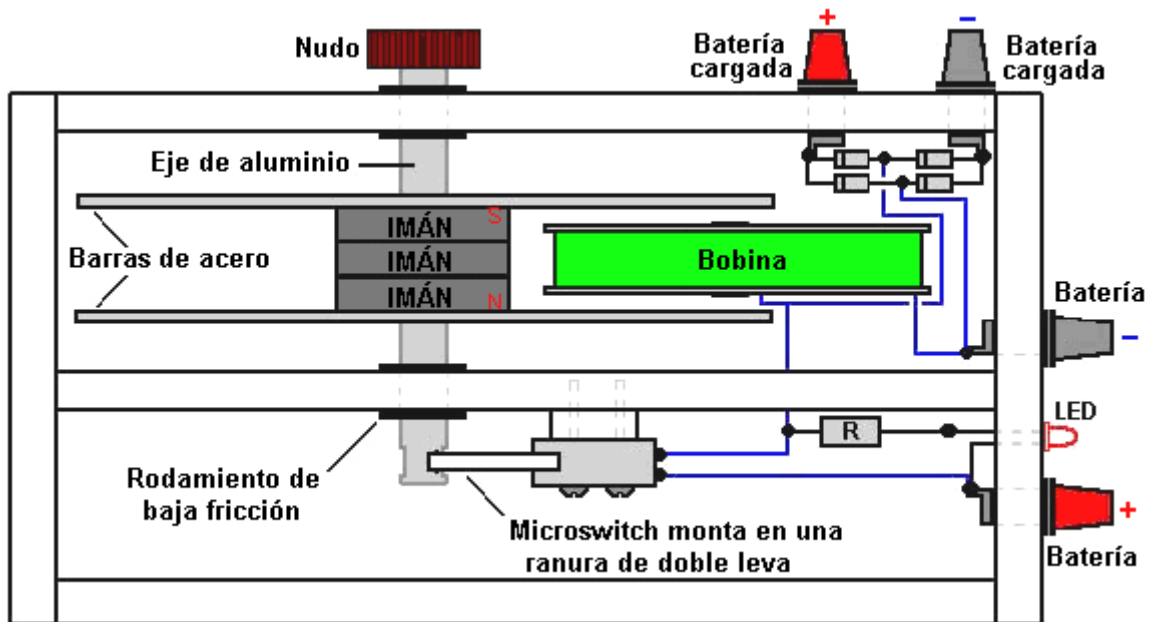 Nudo
+
–
Batería
cargada
Batería
cargada
Eje de aluminio
S
IMÁN
IMÁN
IMÁN
N
Barras de acero
Bobina
Batería
–
LED
R
Rodamiento de
baja fricción
Microswitch monta en una
ranura de doble leva
+
Batería